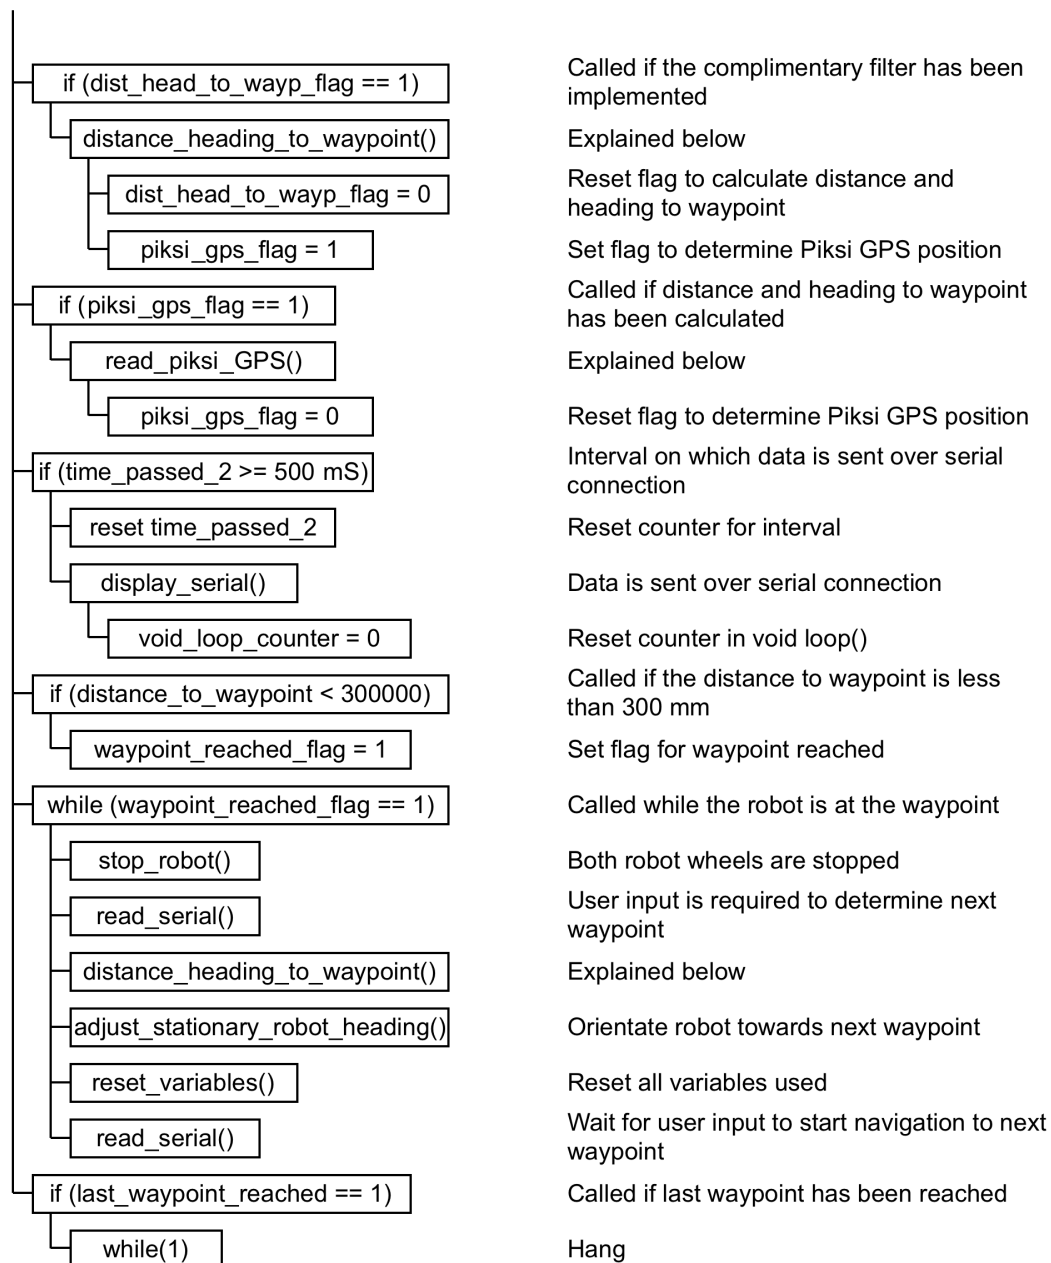 if (dist_head_to_wayp_flag == 1)
Called if the complimentary filter has been
implemented
distance_heading_to_waypoint()
Explained below
dist_head_to_wayp_flag = 0
Reset flag to calculate distance and
heading to waypoint
piksi_gps_flag = 1
Set flag to determine Piksi GPS position
if (piksi_gps_flag == 1)
Called if distance and heading to waypoint
has been calculated
read_piksi_GPS()
Explained below
piksi_gps_flag = 0
Reset flag to determine Piksi GPS position
if (time_passed_2 >= 500 mS)
Interval on which data is sent over serial
connection
reset time_passed_2
Reset counter for interval
display_serial()
Data is sent over serial connection
void_loop_counter = 0
Reset counter in void loop()
if (distance_to_waypoint < 300000)
Called if the distance to waypoint is less
than 300 mm
waypoint_reached_flag = 1
Set flag for waypoint reached
while (waypoint_reached_flag == 1)
Called while the robot is at the waypoint
stop_robot()
Both robot wheels are stopped
read_serial()
User input is required to determine next
waypoint
distance_heading_to_waypoint()
Explained below
adjust_stationary_robot_heading()
Orientate robot towards next waypoint
reset_variables()
Reset all variables used
read_serial()
Wait for user input to start navigation to next
waypoint
if (last_waypoint_reached == 1)
Called if last waypoint has been reached
while(1)
Hang